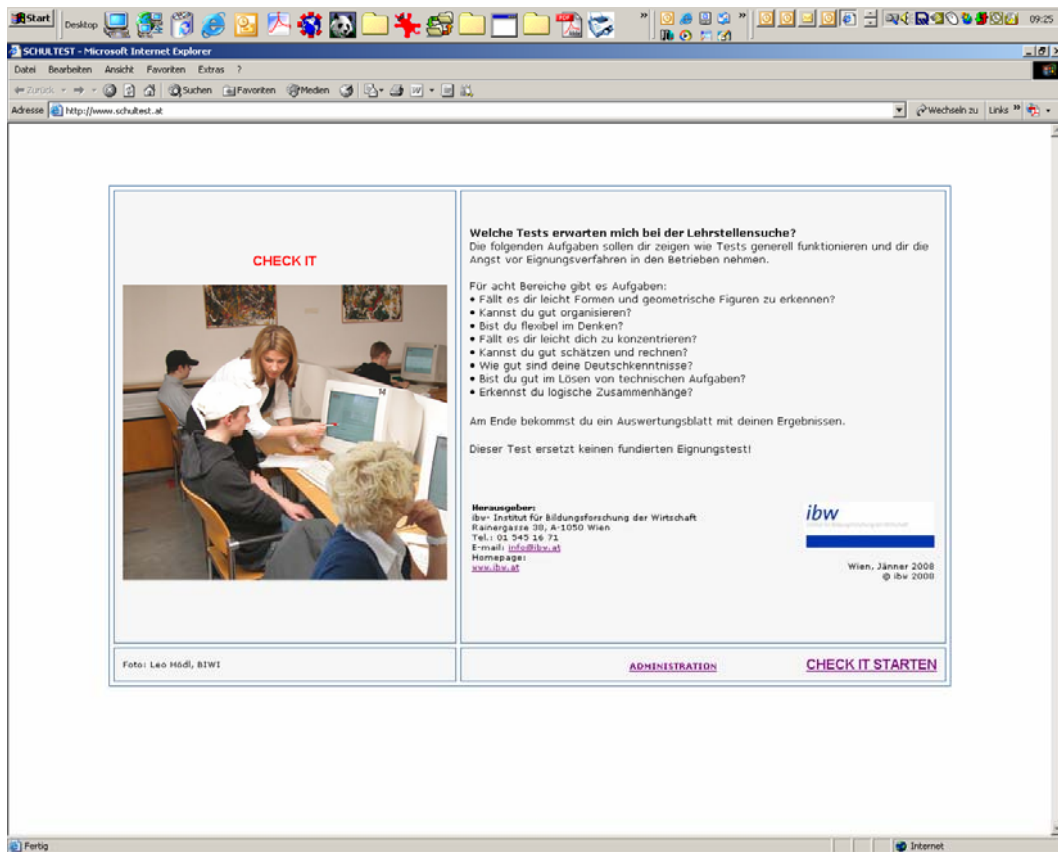 Start
Desktop
»
»
09:25
SCHULTEST - Microsoft Internet Explorer
Datei Bearbeiten Ansicht Favoriten Extras ?
Zurück
Suchen Favoriten Medien
Adresse http://www.schultest.at
Wechseln zu Links »
CHECK IT
Welche Tests erwarten mich bei der Lehrstellensuche?
Die folgenden Aufgaben sollen dir zeigen wie Tests generell funktionieren und dir die
Angst vor Eignungsverfahren in den Betrieben nehmen.
Für acht Bereiche gibt es Aufgaben:
• Fällt es dir leicht Formen und geometrische Figuren zu erkennen?
• Kannst du gut organisieren?
• Bist du flexibel im Denken?
• Fällt es dir leicht dich zu konzentrieren?
• Kannst du gut schätzen und rechnen?
• Wie gut sind deine Deutschkenntnisse?
• Bist du gut im Lösen von technischen Aufgaben?
• Erkennst du logische Zusammenhänge?
Am Ende bekommst du ein Auswertungsblatt mit deinen Ergebnissen.
Dieser Test ersetzt keinen fundierten Eignungstest!
Herausgeber:
ibw- Institut für Bildungsforschung der Wirtschaft
Rainergasse 38, A-1050 Wien
Tel.: 01 545 16 71
E-mail: info@ibw.at
Homepage:
www.ibw.at
ibw
Wien, Jänner 2008
@ ibw 2008
Foto: Leo Hödl, BIWI
ADMINISTRATION
CHECK IT STARTEN
Fertig
Internet